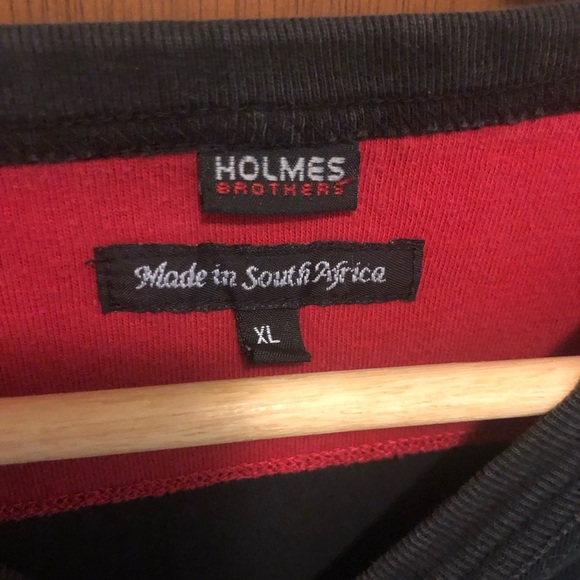 HOLMES
BROTHERS
Made in South Africa
XL